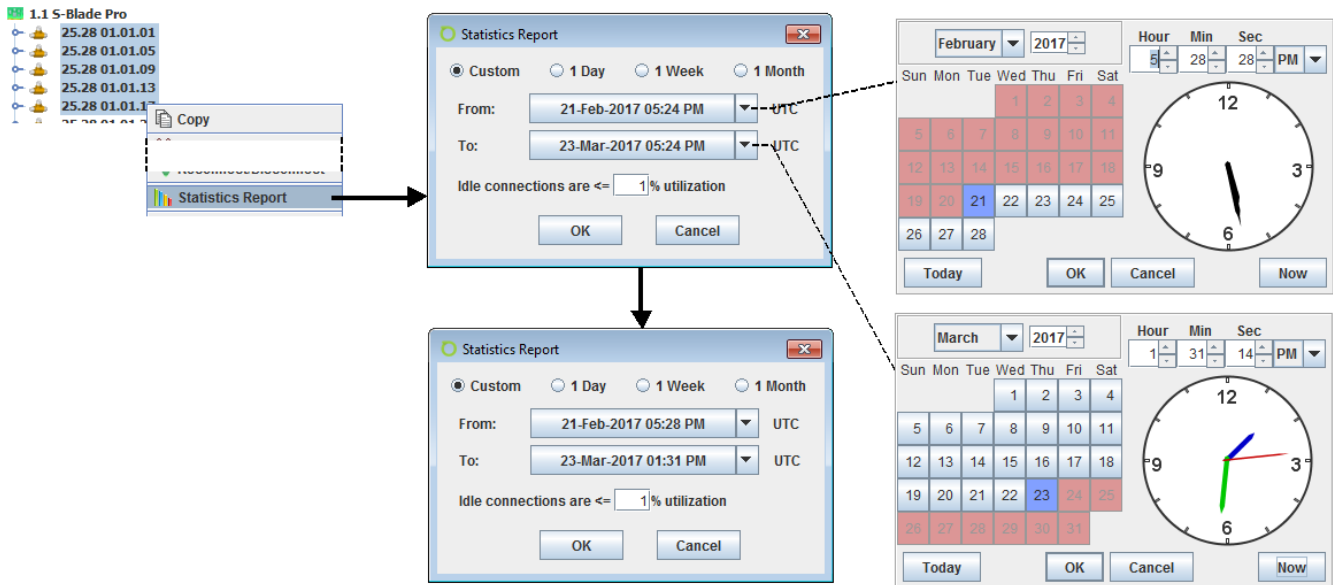 1.1 S-Blade Pro
25.28 01.01.01
25.28 01.01.05
25.28 01.01.09
25.28 01.01.13
25.28 01.01.17
Copy
Statistics Report
Statistics Report
Custom 1 Day 1 Week 1 Month
From: 21-Feb-2017 05:24 PM UTC
To: 23-Mar-2017 05:24 PM UTC
Idle connections are <= 1 % utilization
OK Cancel
Statistics Report
Custom 1 Day 1 Week 1 Month
From: 21-Feb-2017 05:28 PM UTC
To: 23-Mar-2017 01:31 PM UTC
Idle connections are <= 1 % utilization
OK Cancel
February 2017
Hour Min Sec
5 28 28 PM
Sun Mon Tue Wed Thu Fri Sat
1 2 3 4
5 6 7 8 9 10 11
12 13 14 15 16 17 18
19 20 21 22 23 24 25
26 27 28
12
9 3
6
Today OK Cancel Now
March 2017
Hour Min Sec
1 31 14 PM
Sun Mon Tue Wed Thu Fri Sat
1 2 3 4
5 6 7 8 9 10 11
12 13 14 15 16 17 18
19 20 21 22 23 24 25
26 27 28 29 30 31
12
9 3
6
Today OK Cancel Now